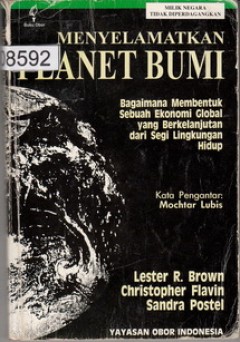 MILIK NEGARA
TIDAK DIPERDAGANGKAN
8592
MENYELAMATKAN
PLANET BUMI
Bagaimana Membentuk
Sebuah Ekonomi Global
yang Berkelanjutan
dari Segi Lingkungan
Hidup
Kata Pengantar:
Mochtar Lubis
Lester R. Brown
Christopher Flavin
Sandra Postel
YAYASAN OBOR INDONESIA